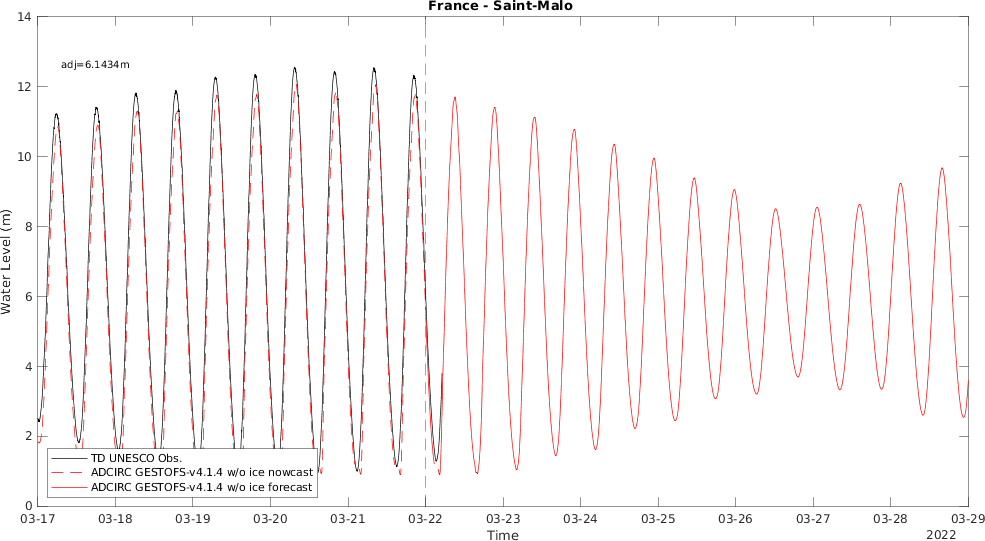 France - Saint-Malo
adj=6.1434m
Water Level (m)
14
12
10
8
6
4
2
0
TD UNESCO Obs.
ADCIRC GESTOFS-v4.1.4 w/o ice nowcast
ADCIRC GESTOFS-v4.1.4 w/o ice forecast
03-17 03-18 03-19 03-20 03-21 03-22 03-23 03-24 03-25 03-26 03-27 03-28 03-29
Time
2022